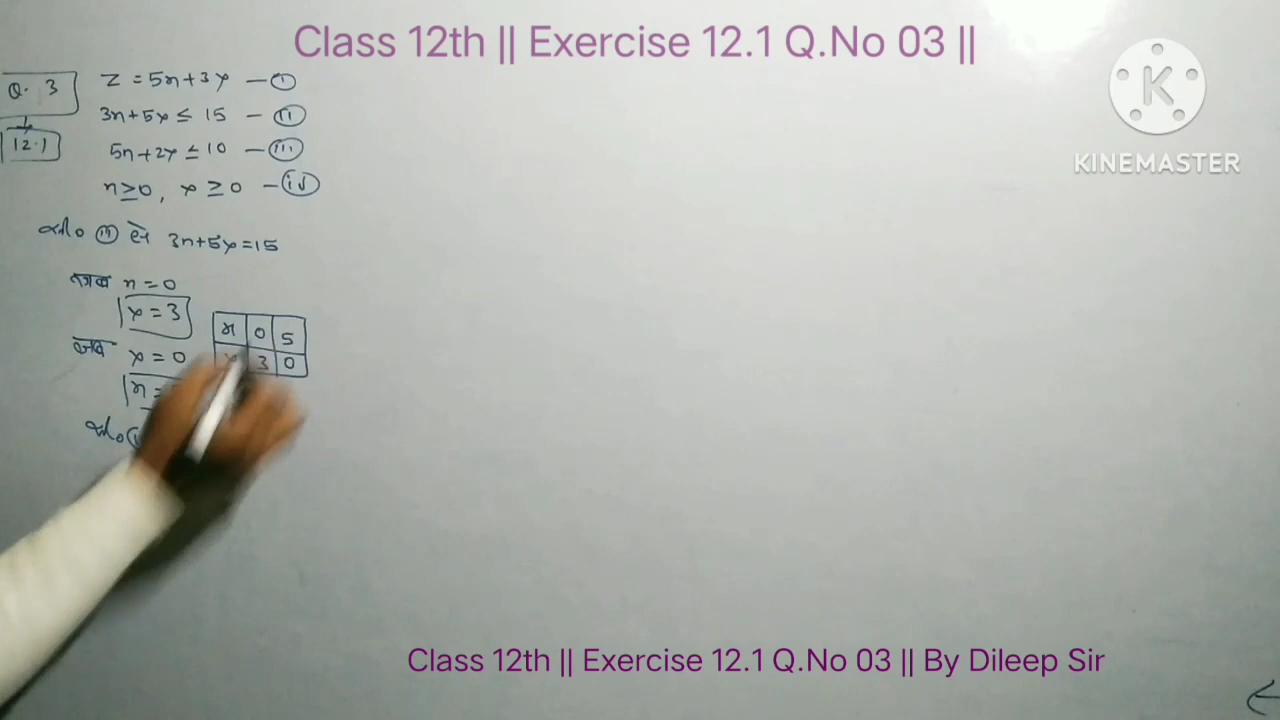 Class 12th || Exercise 12.1 Q.No 03 ||
KINEMASTER
Q. 3
12.1
z = 5x + 3y — (i)
3x + 5y ≤ 15 — (ii)
5x + 2y ≤ 10 — (iii)
x ≥ 0, y ≥ 0 — (iv)
समी० (ii) से 3x + 5y = 15
जब x = 0
y = 3
जब y = 0
x =
x 0 5
y 3 0
समी०
Class 12th || Exercise 12.1 Q.No 03 || By Dileep Sir